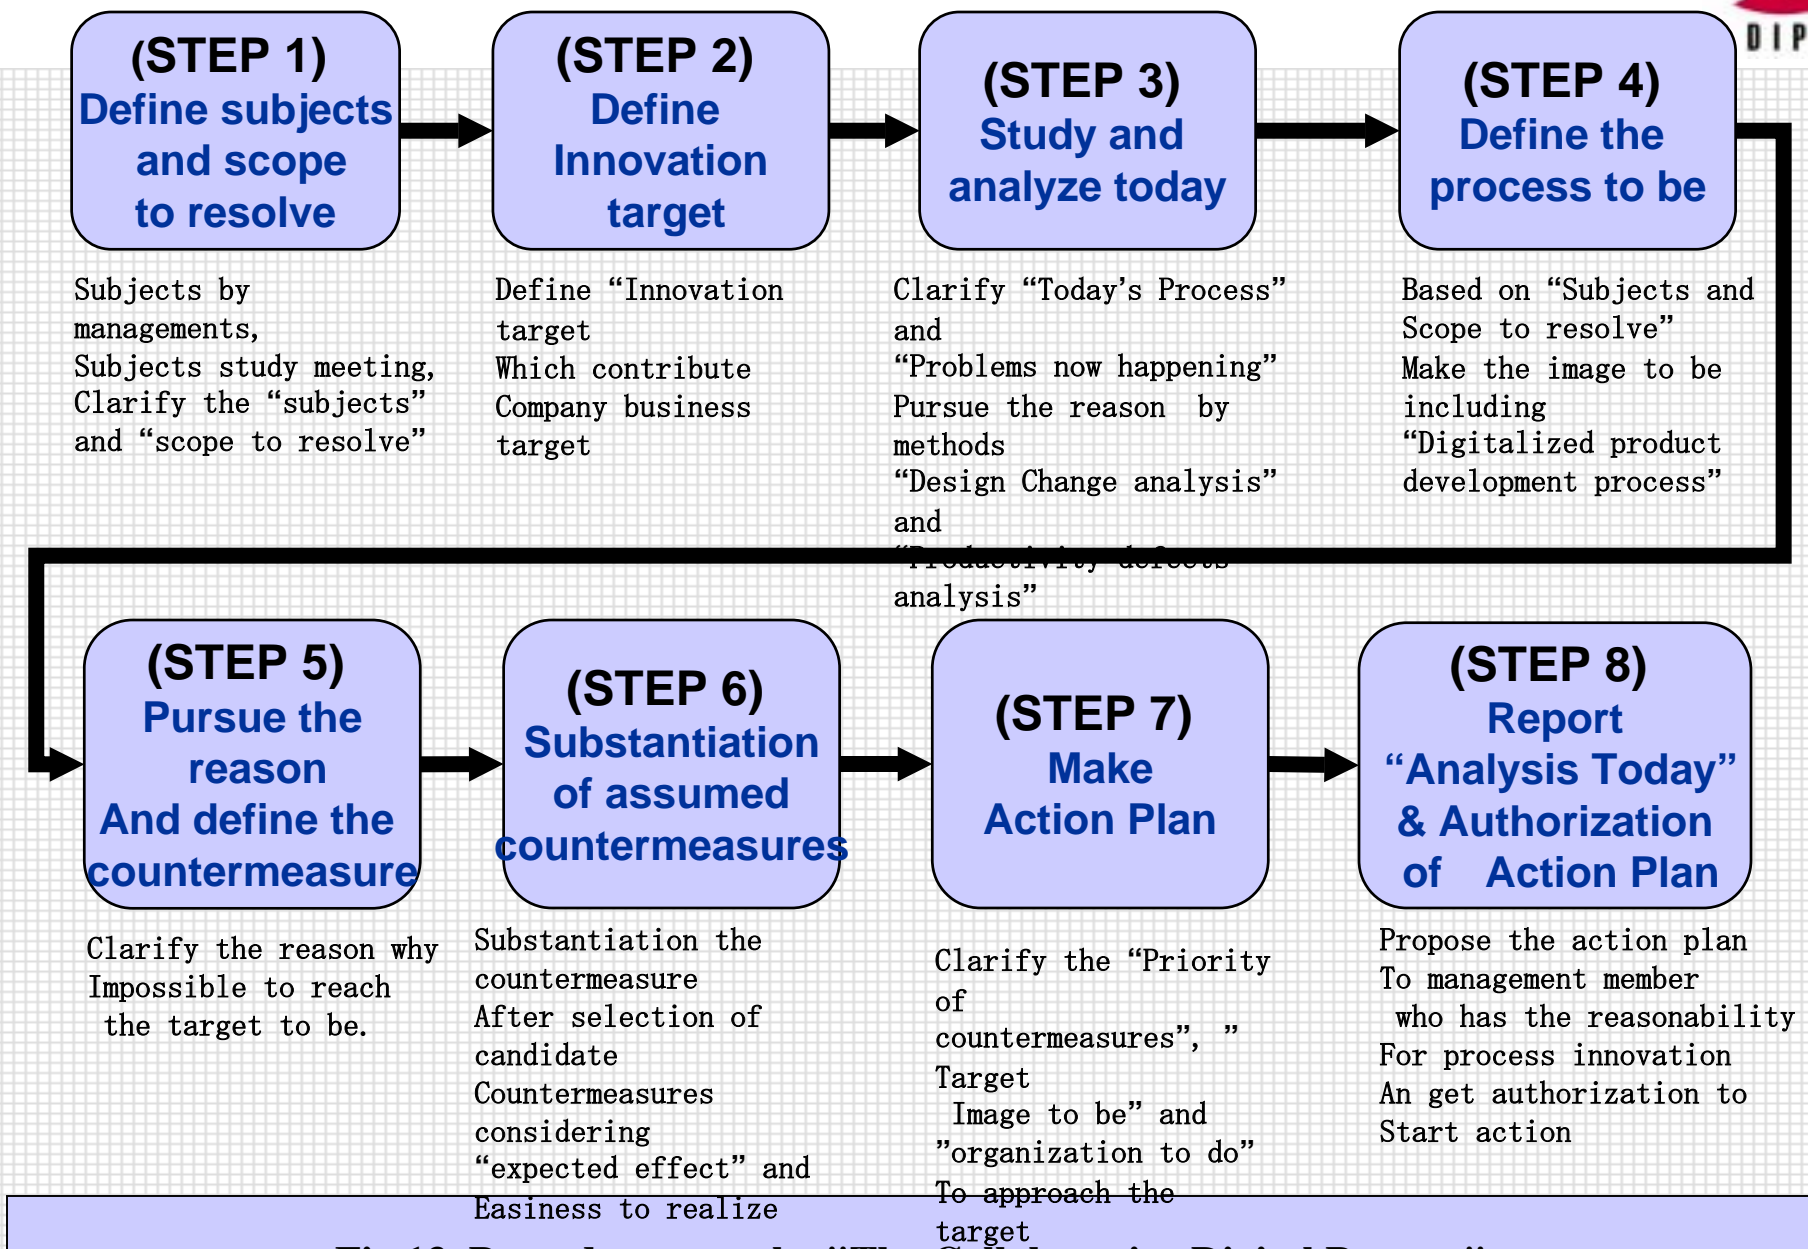 DIP
(STEP 1)
Define subjects
and scope
to resolve
(STEP 2)
Define
Innovation
target
(STEP 3)
Study and
analyze today
(STEP 4)
Define the
process to be
Subjects by
managements,
Subjects study meeting,
Clarify the “subjects”
and “scope to resolve”
Define “Innovation
target
Which contribute
Company business
target
Clarify “Today’s Process”
and
“Problems now happening”
Pursue the reason by
methods
“Design Change analysis”
and
“Productivity defects
analysis”
Based on “Subjects and
Scope to resolve”
Make the image to be
including
“Digitalized product
development process”
(STEP 5)
Pursue the
reason
And define the
countermeasure
(STEP 6)
Substantiation
of assumed
countermeasures
(STEP 7)
Make
Action Plan
(STEP 8)
Report
“Analysis Today”
& Authorization
of Action Plan
Clarify the reason why
Impossible to reach
the target to be.
Substantiation the
countermeasure
After selection of
candidate
Countermeasures
considering
“expected effect” and
Easiness to realize
Clarify the “Priority
of
countermeasures”, ”
Target
Image to be” and
”organization to do”
To approach the
target
Propose the action plan
To management member
who has the reasonability
For process innovation
An get authorization to
Start action